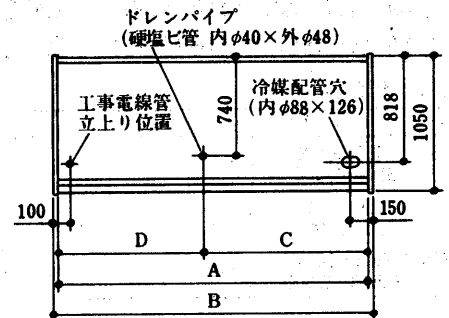 ドレンパイプ
(硬塩ビ管 内φ40×外φ48)
工事電線管
立上り位置
冷媒配管穴
(内φ88×126)
740
818
1050
100
150
D
C
A
B